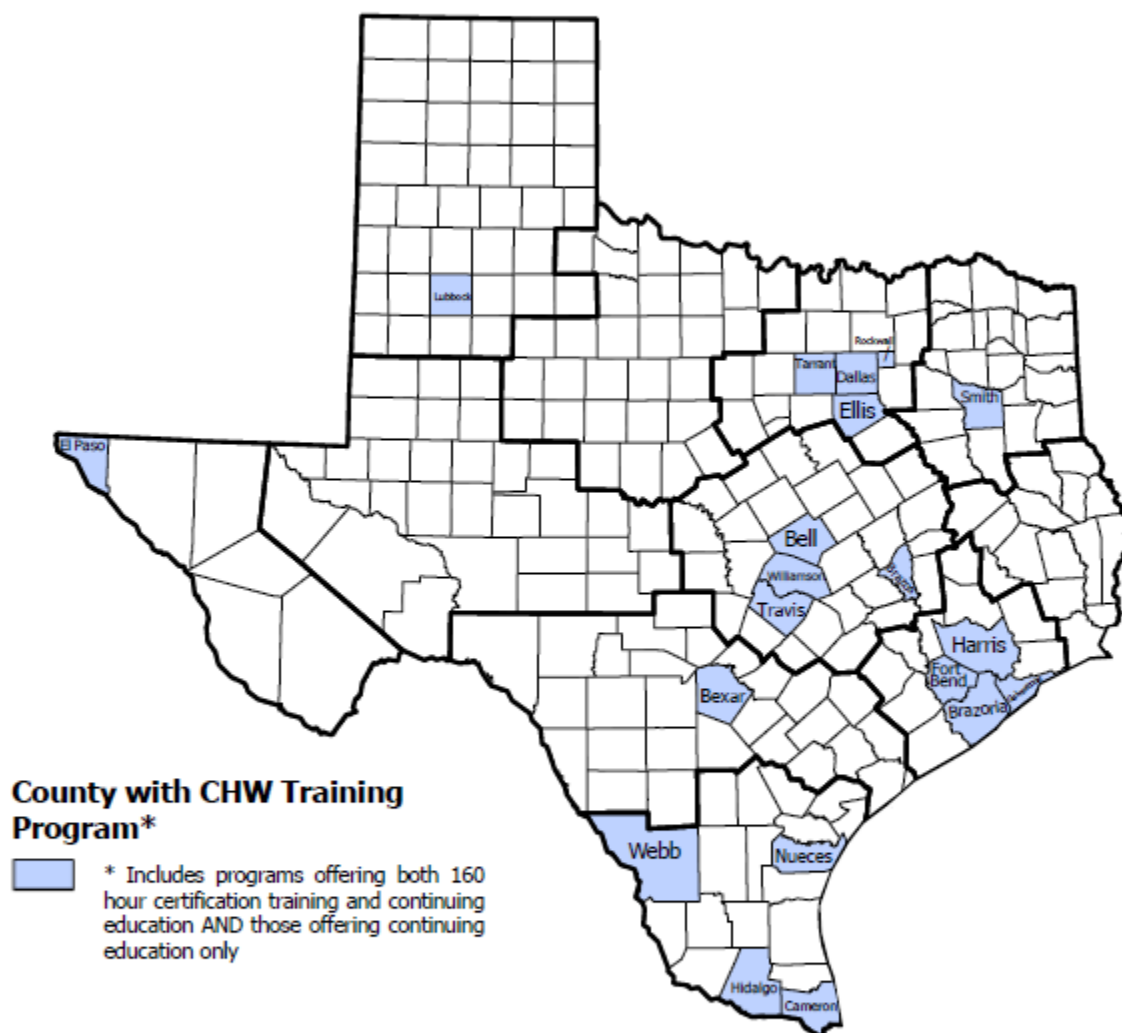 Lubbock
Rockwall
Tarrant
Dallas
Smith
Ellis
El Paso
Bell
Williamson
Brazos
Travis
Harris
Fort
Bend
Bexar
Brazoria
County with CHW Training
Program*
Webb
Nueces
* Includes programs offering both 160
hour certification training and continuing
education AND those offering continuing
education only
Hidalgo
Cameron